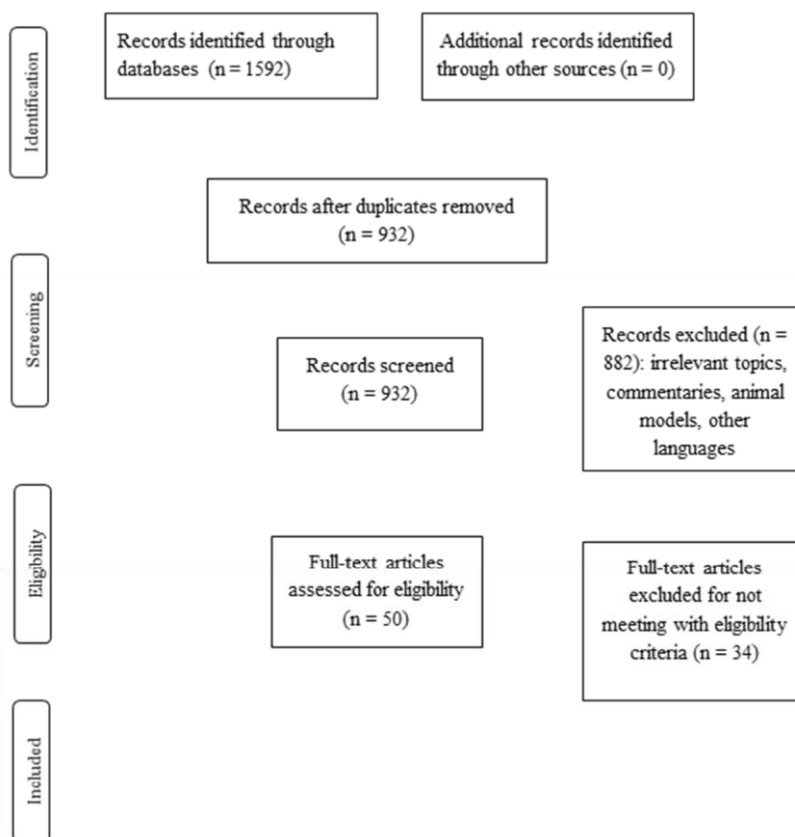 Identification
Records identified through
databases (n = 1592)
Additional records identified
through other sources (n = 0)
Records after duplicates removed
(n = 932)
Screening
Records screened
(n = 932)
Records excluded (n =
882): irrelevant topics,
commentaries, animal
models, other
languages
Eligibility
Full-text articles
assessed for eligibility
(n = 50)
Full-text articles
excluded for not
meeting with eligibility
criteria (n = 34)
Included